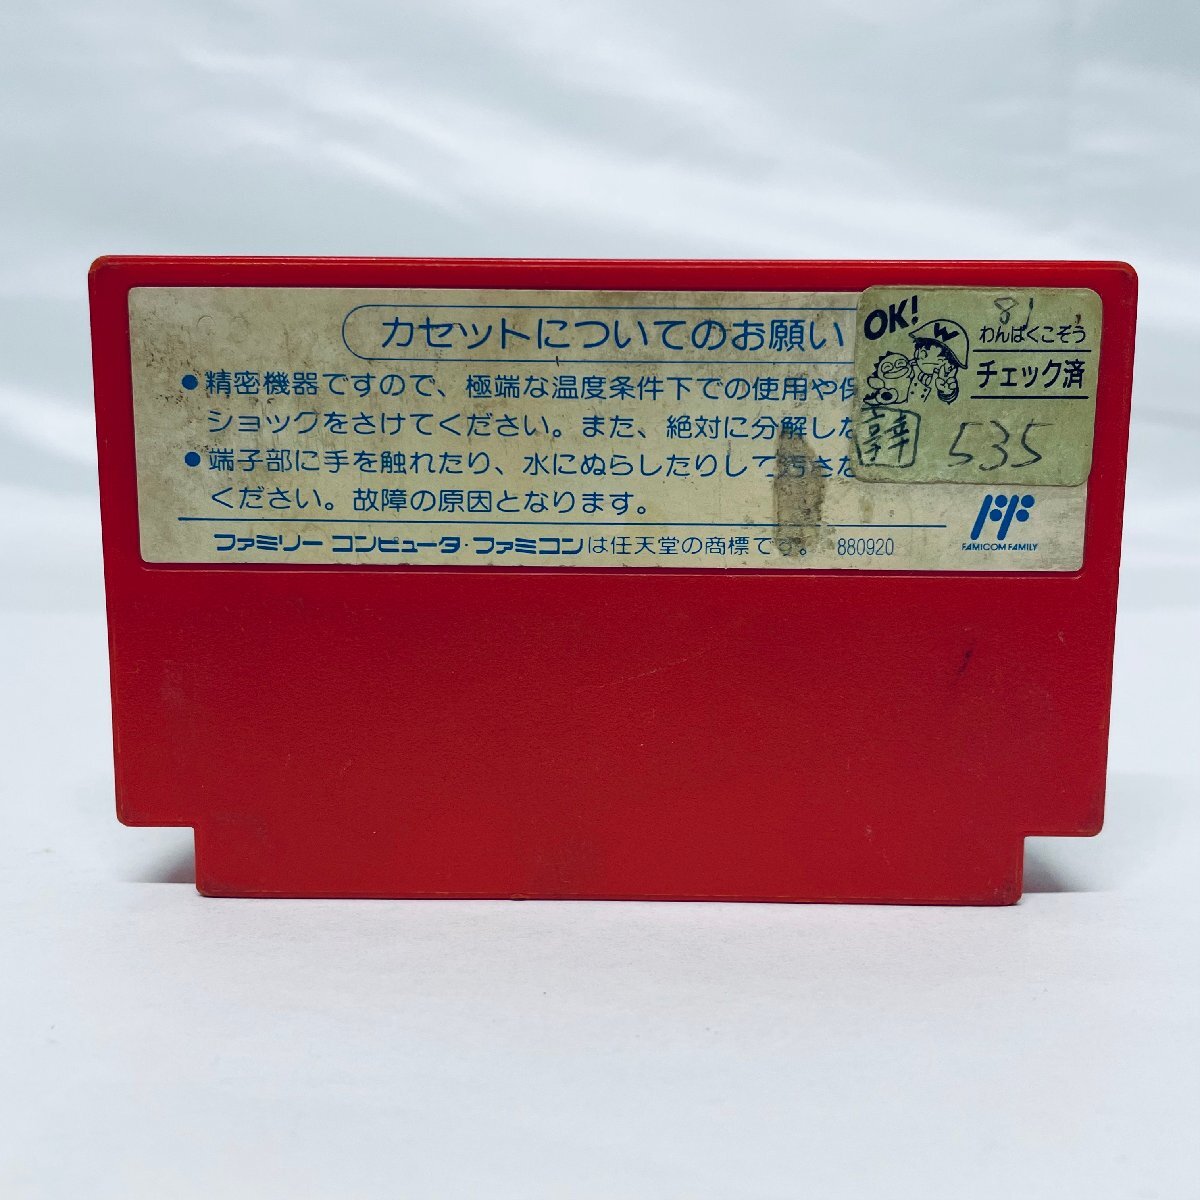 カセットについてのお願い
●精密機器ですので、極端な温度条件下での使用や保
ショックをさけてください。また、絶対に分解しな
●端子部に手を触れたり、水にぬらしたりして汚さな
ください。故障の原因となります。
ファミリーコンピュータ・ファミコンは任天堂の商標です。 880920
FF
FAMICOM FAMILY
OK!
W
81
わんぱくこぞう
チェック済
535